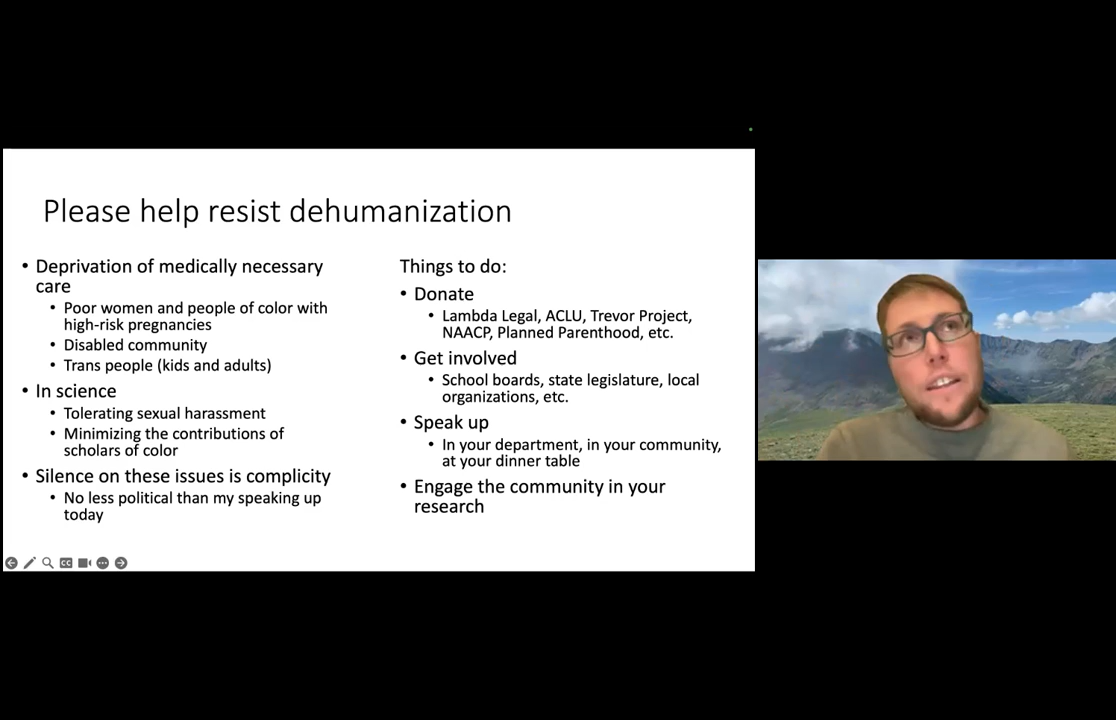 Please help resist dehumanization
• Deprivation of medically necessary
care
• Poor women and people of color with
high-risk pregnancies
• Disabled community
• Trans people (kids and adults)
• In science
• Tolerating sexual harassment
• Minimizing the contributions of
scholars of color
• Silence on these issues is complicity
• No less political than my speaking up
today
Things to do:
• Donate
• Lambda Legal, ACLU, Trevor Project,
NAACP, Planned Parenthood, etc.
• Get involved
• School boards, state legislature, local
organizations, etc.
• Speak up
• In your department, in your community,
at your dinner table
• Engage the community in your
research
CC